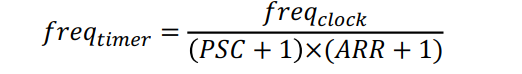 freq_timer = freq_clock / ((PSC + 1)×(ARR + 1))